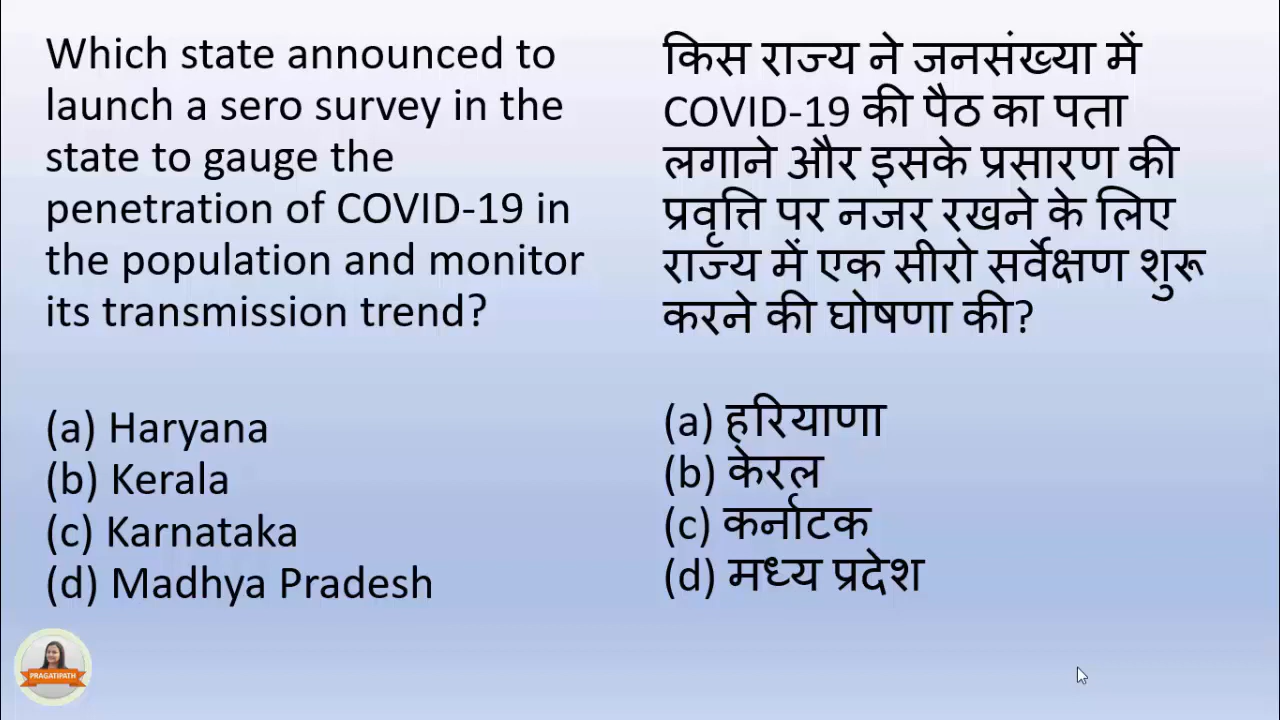 Which state announced to
launch a sero survey in the
state to gauge the
penetration of COVID-19 in
the population and monitor
its transmission trend?
(a) Haryana
(b) Kerala
(c) Karnataka
(d) Madhya Pradesh
किस राज्य ने जनसंख्या में
COVID-19 की पैठ का पता
लगाने और इसके प्रसारण की
प्रवृत्ति पर नजर रखने के लिए
राज्य में एक सीरो सर्वेक्षण शुरू
करने की घोषणा की?
(a) हरियाणा
(b) केरल
(c) कर्नाटक
(d) मध्य प्रदेश
PRAGATIPATH